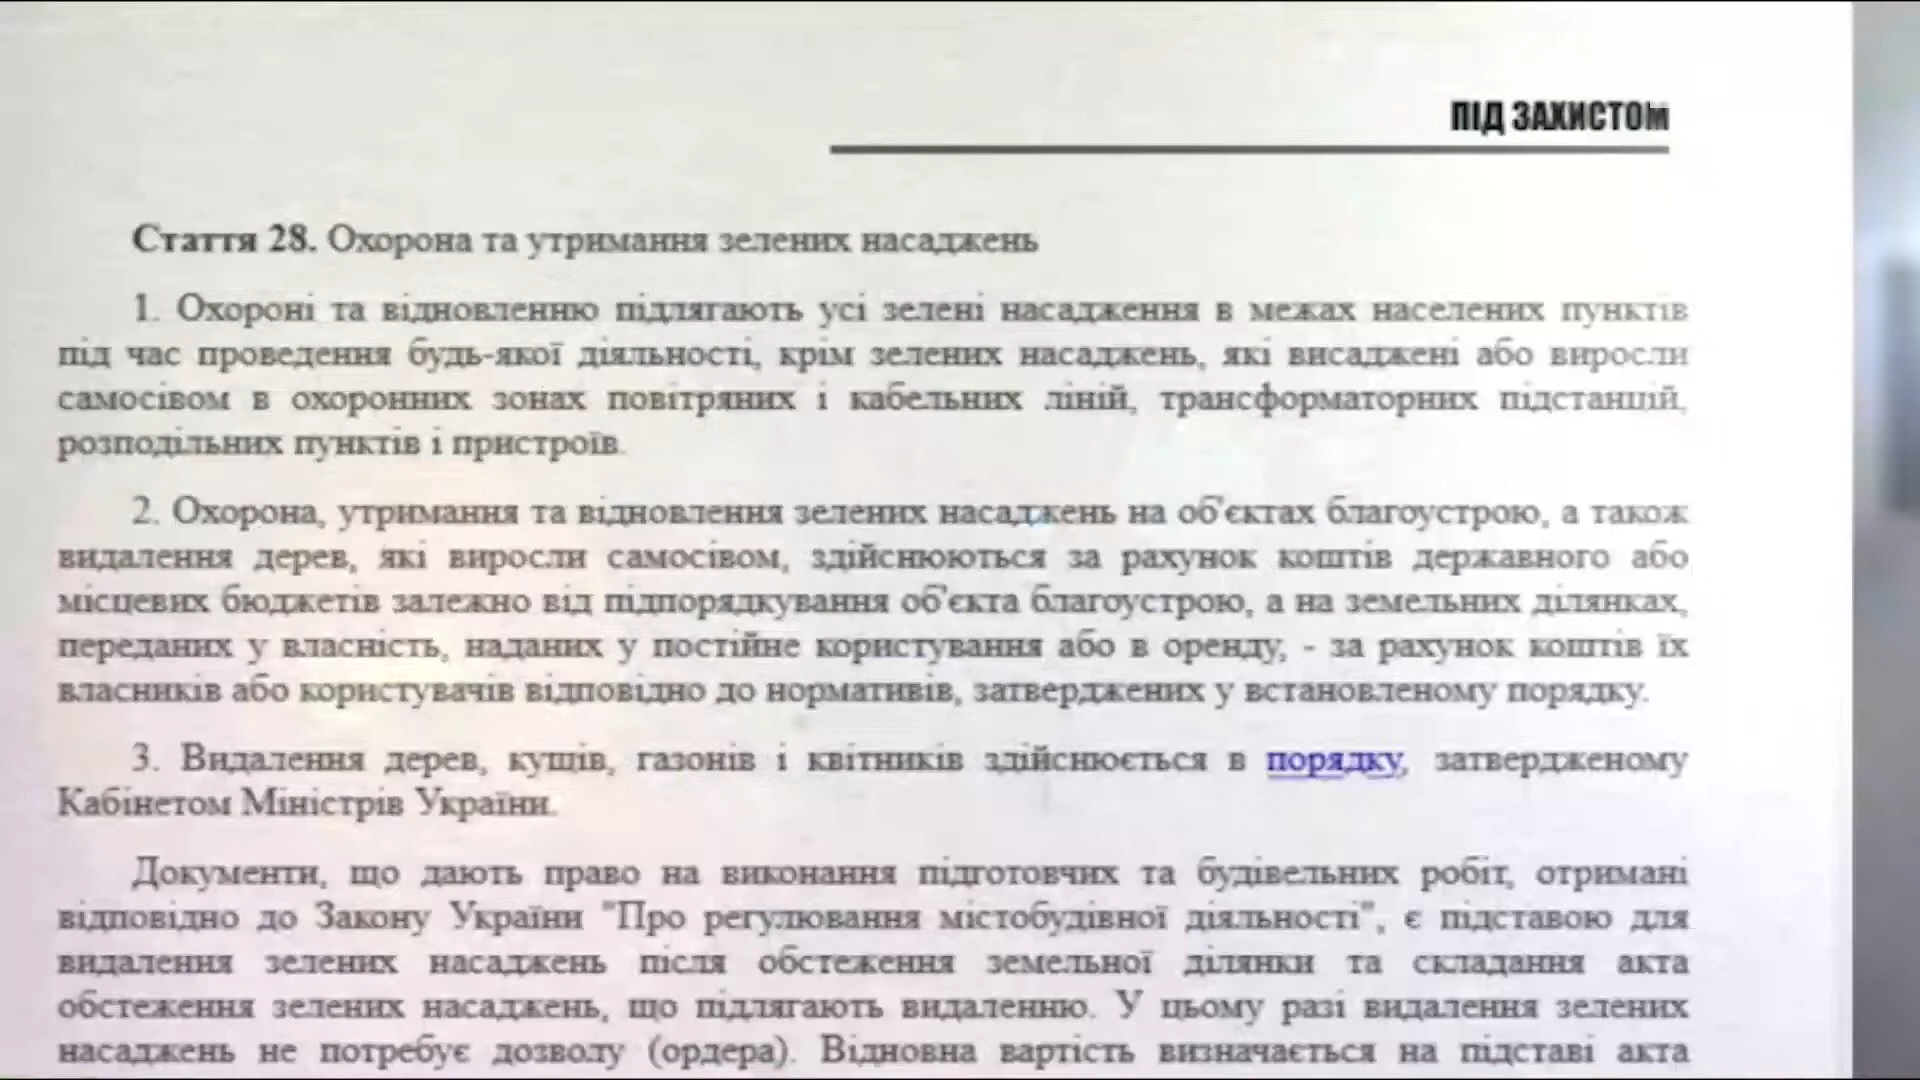 ПІД ЗАХИСТОМ
Стаття 28. Охорона та утримання зелених насаджень
1. Охороні та відновленню підлягають усі зелені насадження в межах населених пунктів
під час проведення будь-якої діяльності, крім зелених насаджень, які висаджені або виросли
самосівом в охоронних зонах повітряних і кабельних ліній, трансформаторних підстанцій,
розподільних пунктів і пристроїв.
2. Охорона, утримання та відновлення зелених насаджень на об'єктах благоустрою, а також
видалення дерев, які виросли самосівом, здійснюються за рахунок коштів державного або
місцевих бюджетів залежно від підпорядкування об'єкта благоустрою, а на земельних ділянках,
переданих у власність, наданих у постійне користування або в оренду, - за рахунок коштів їх
власників або користувачів відповідно до нормативів, затверджених у встановленому порядку.
3. Видалення дерев, кущів, газонів і квітників здійснюється в порядку, затвердженому
Кабінетом Міністрів України.
Документи, що дають право на виконання підготовчих та будівельних робіт, отримані
відповідно до Закону України "Про регулювання містобудівної діяльності", є підставою для
видалення зелених насаджень після обстеження земельної ділянки та складання акта
обстеження зелених насаджень, що підлягають видаленню. У цьому разі видалення зелених
насаджень не потребує дозволу (ордера). Відновна вартість визначається на підставі акта